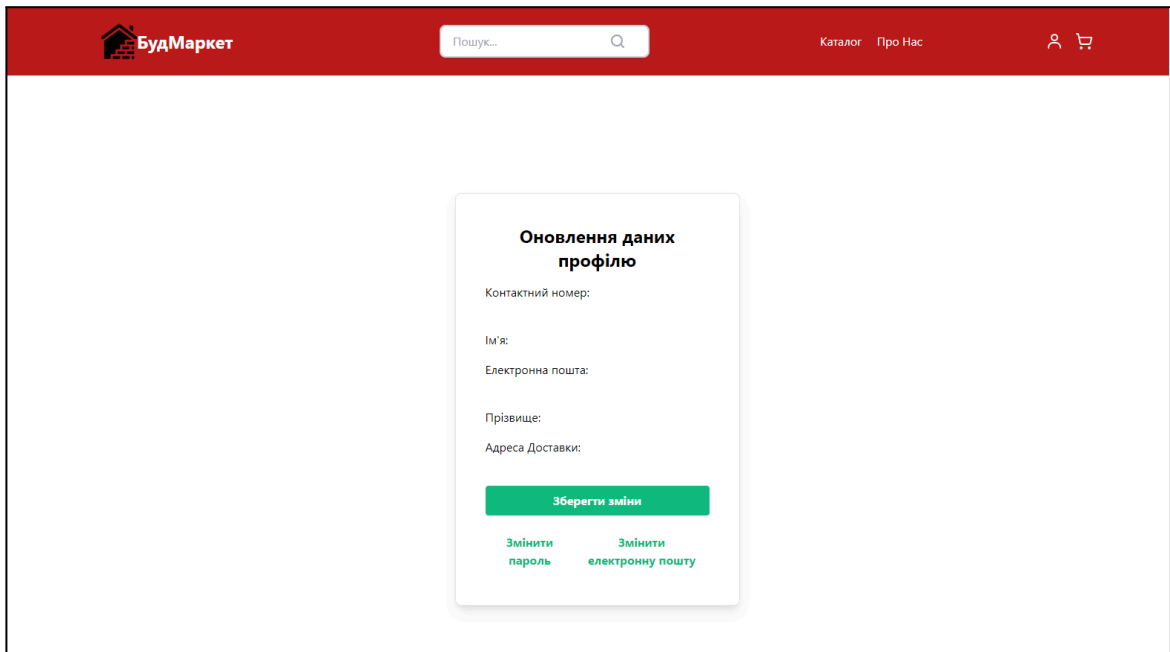 БудМаркет
Пошук...
Каталог Про Нас
Оновлення даних
профілю
Контактний номер:
Ім'я:
Електронна пошта:
Прізвище:
Адреса Доставки:
Зберегти зміни
Змінити
пароль
Змінити
електронну пошту